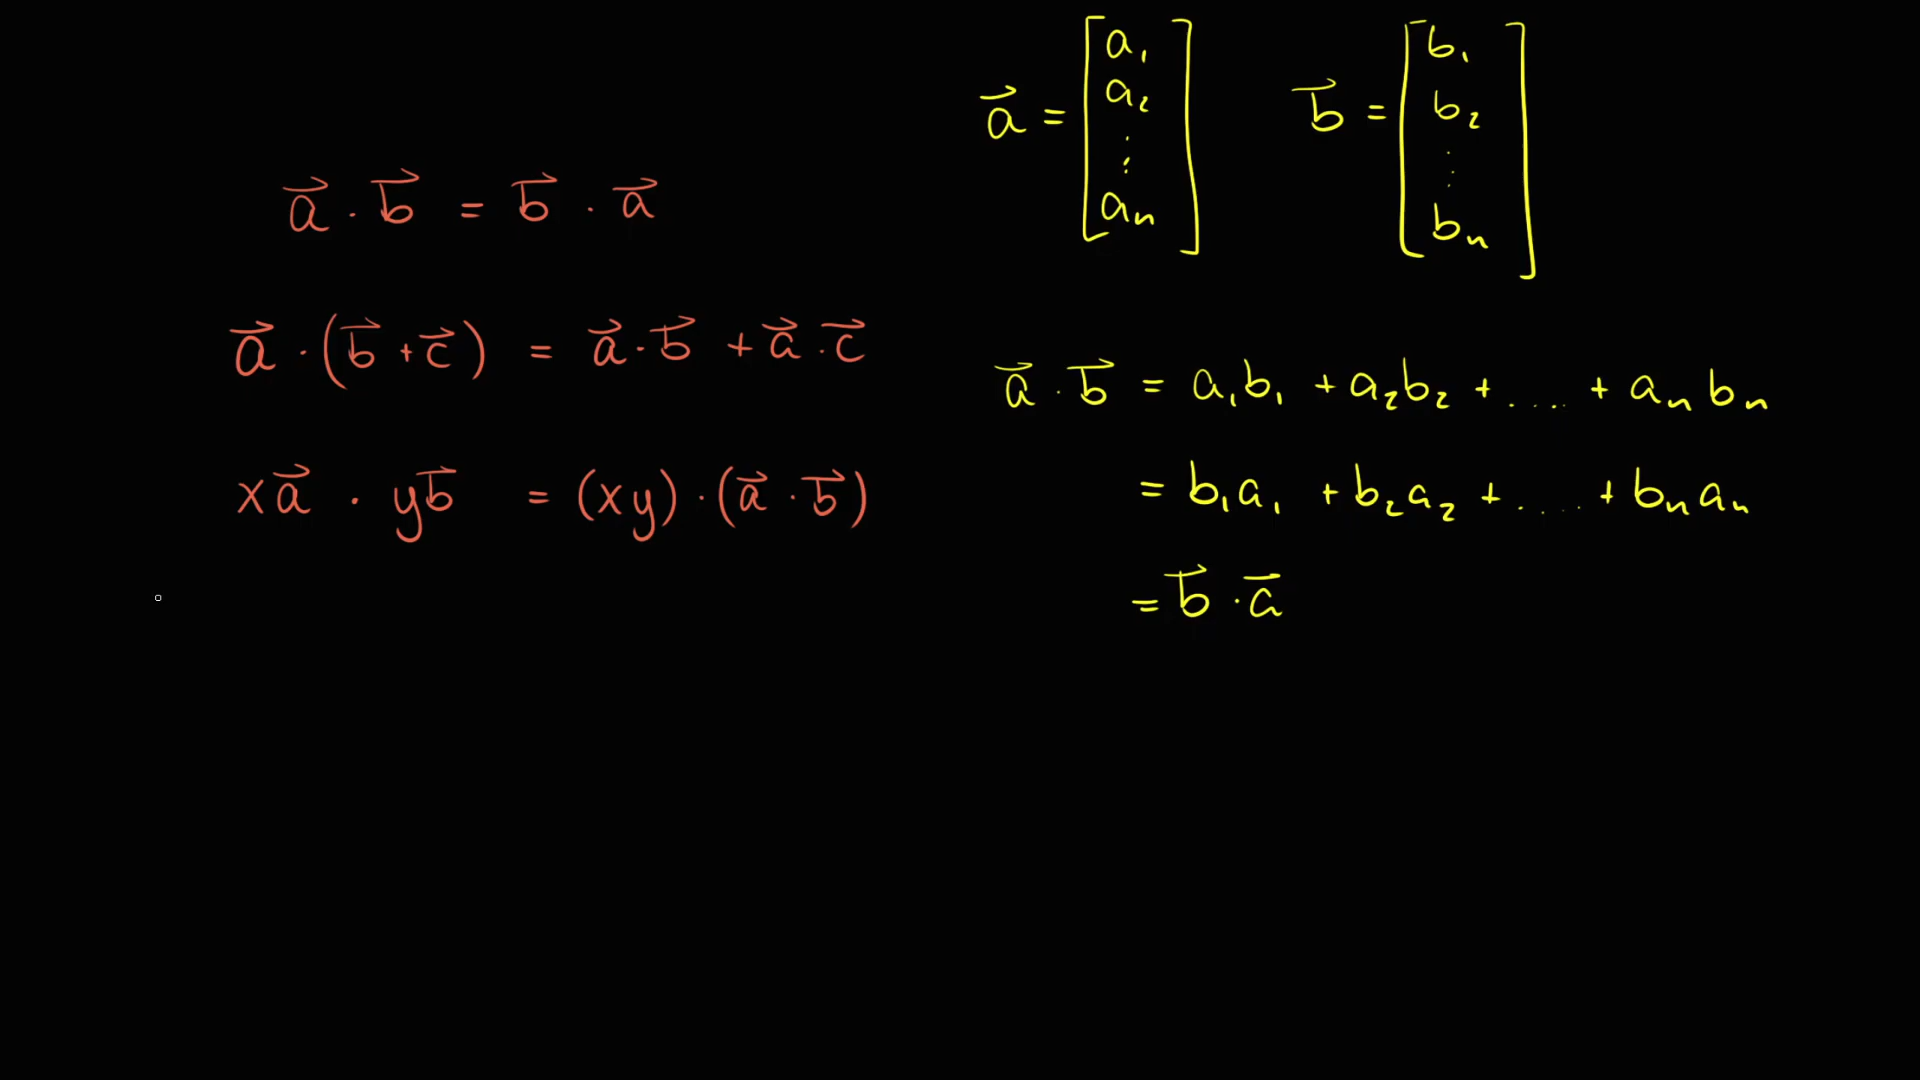 a⃗ · b⃗ = b⃗ · a⃗
a⃗ · (b⃗ + c⃗) = a⃗ · b⃗ + a⃗ · c⃗
xa⃗ · yb⃗ = (xy) · (a⃗ · b⃗)
a⃗ = [a₁ a₂ ⋮ aₙ] b⃗ = [b₁ b₂ ⋮ bₙ]
a⃗ · b⃗ = a₁b₁ + a₂b₂ + .... + aₙbₙ
= b₁a₁ + b₂a₂ + .... + bₙaₙ
= b⃗ · a⃗